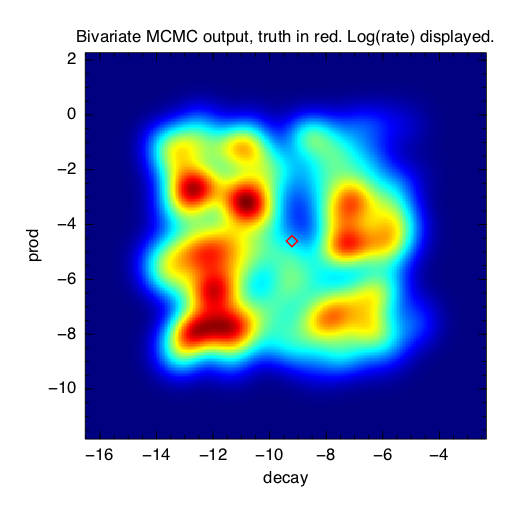 Bivariate MCMC output, truth in red. Log(rate) displayed.
2
0
−2
−4
prod
−6
−8
−10
−16 −14 −12 −10 −8 −6 −4
decay